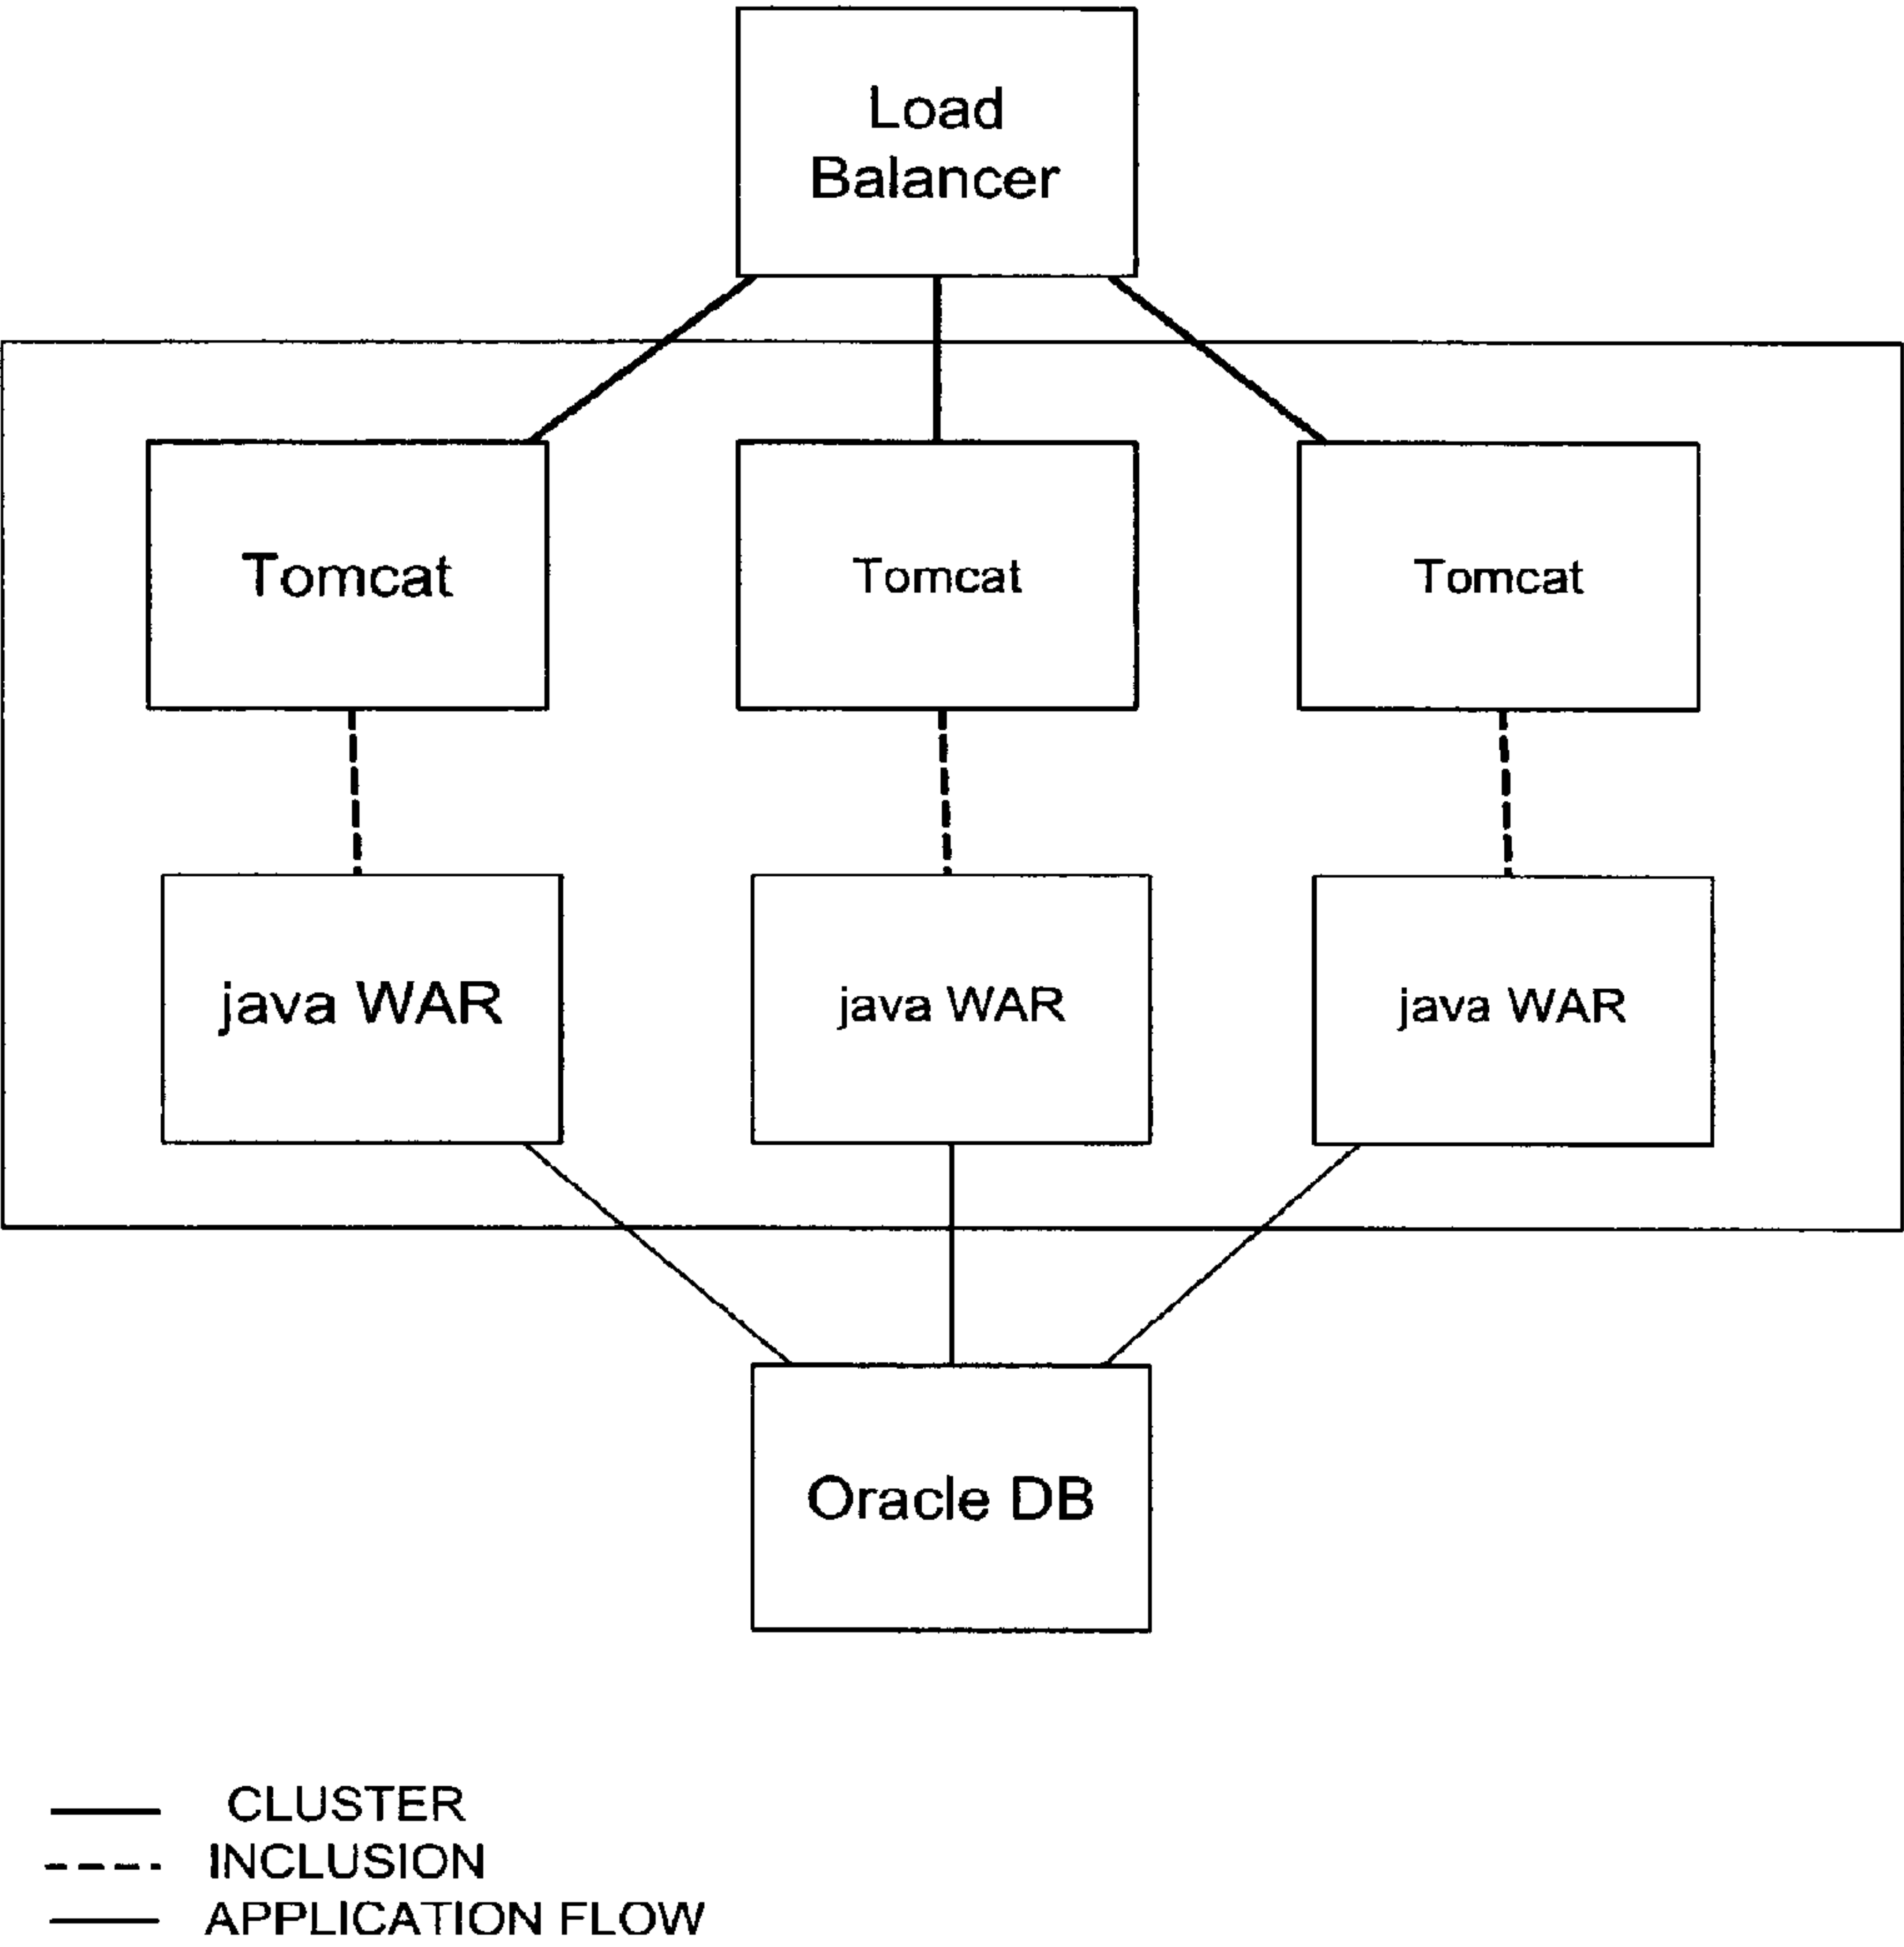 Load
Balancer
Tomcat
Tomcat
Tomcat
java WAR
java WAR
java WAR
Oracle DB
CLUSTER
INCLUSION
APPLICATION FLOW